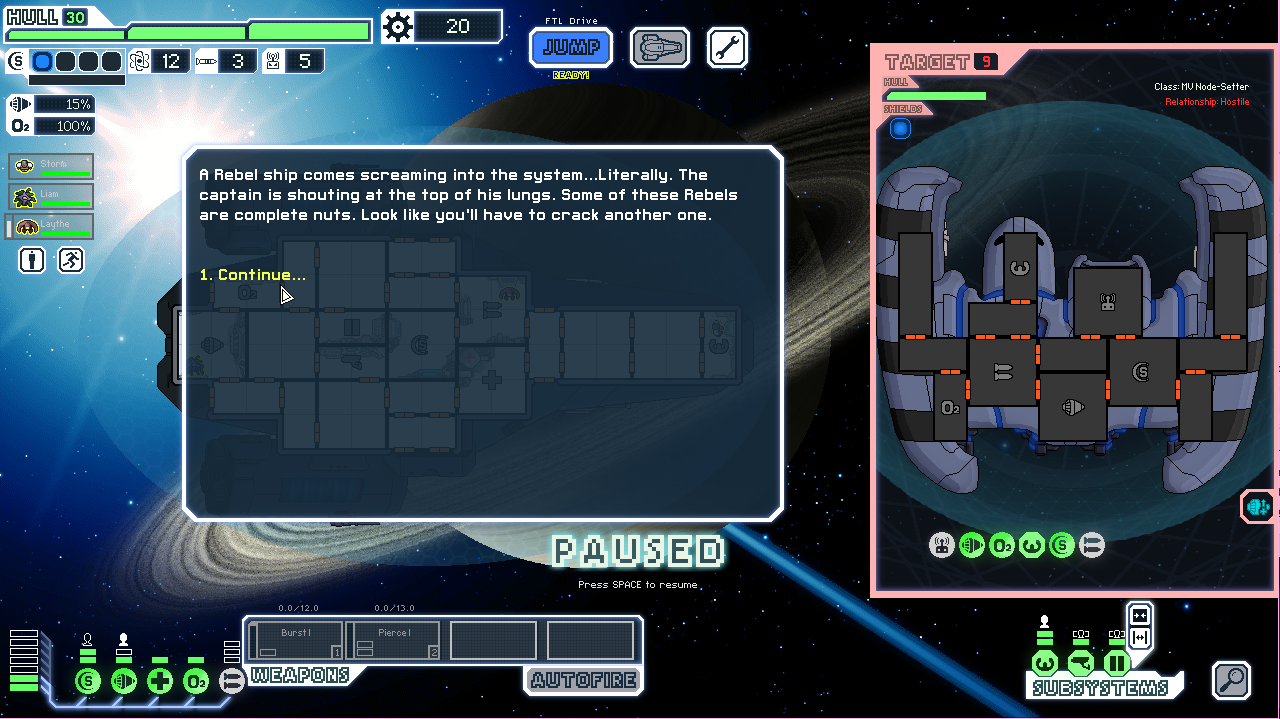 HULL 30
20
FTL Drive
JUMP
READY!
12
3
5
15%
O2 100%
Storm
Liam
Laythe
TARGET 9
HULL
SHIELDS
Class: MV Node-Setter
Relationship: Hostile
A Rebel ship comes screaming into the system...Literally. The
captain is shouting at the top of his lungs. Some of these Rebels
are complete nuts. Look like you'll have to crack another one.
1. Continue...
PAUSED
Press SPACE to resume
0.0/12.0 0.0/13.0
Burst I 1
Pierce I 2
WEAPONS
AUTOFIRE
SUBSYSTEMS